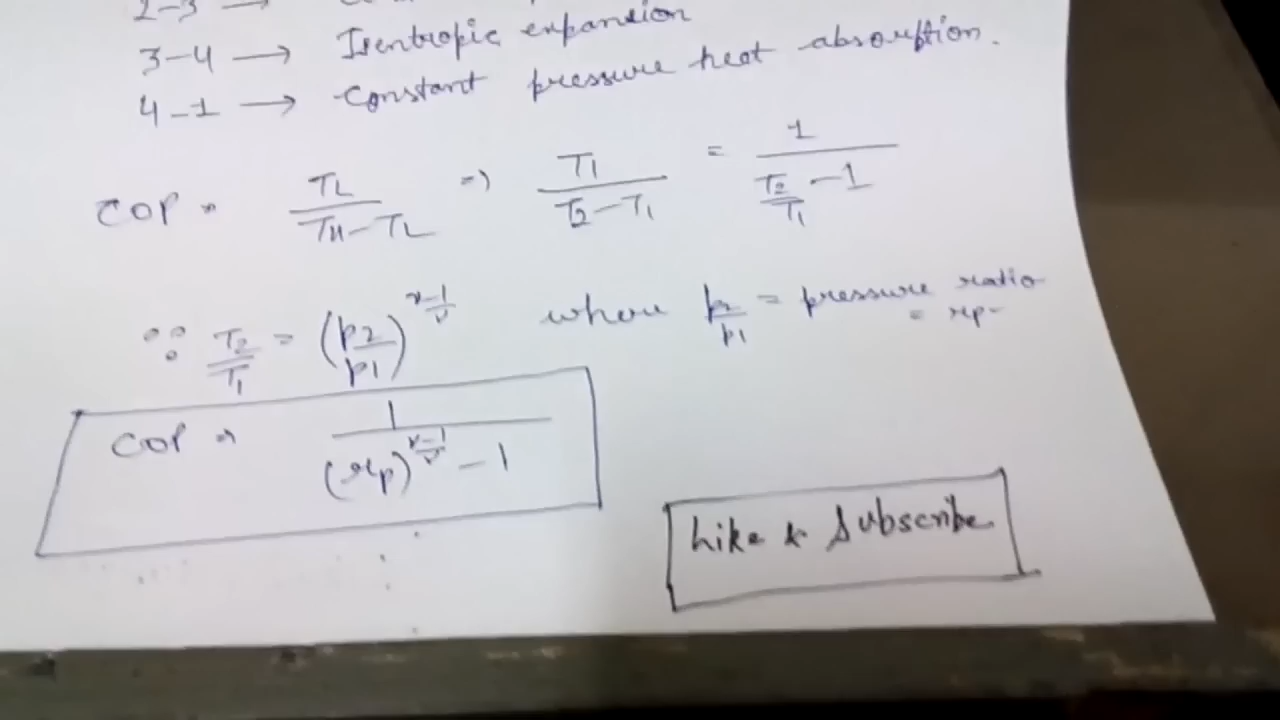 2-3 →
3-4 → Isentropic expansion
4-1 → Constant pressure heat absorption.
COP = TL/(TH-TL) => T1/(T2-T1) = 1/(T2/T1 - 1)
∵ T2/T1 = (p2/p1)^(γ-1/γ) where p2/p1 = pressure ratio
= rp
COP = 1/((rp)^(γ-1/γ) - 1)
Like & Subscribe